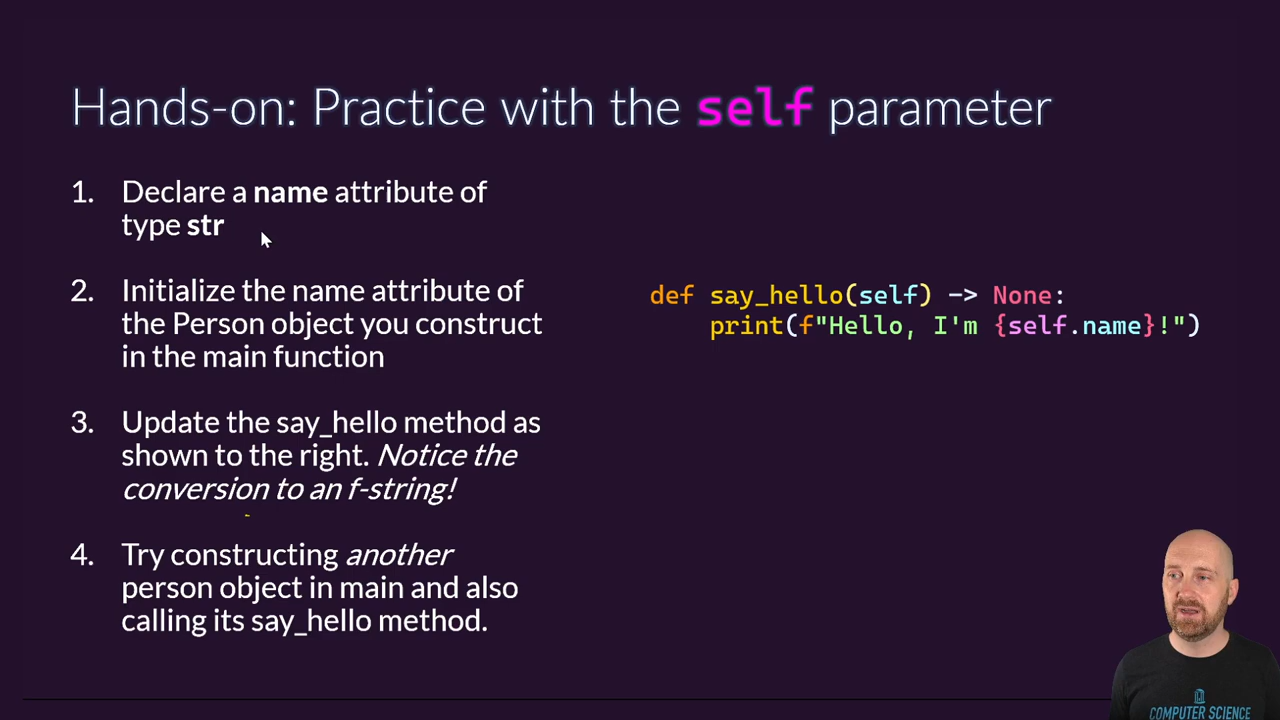 Hands-on: Practice with the self parameter
1. Declare a name attribute of
type str
2. Initialize the name attribute of
the Person object you construct
in the main function
3. Update the say_hello method as
shown to the right. Notice the
conversion to an f-string!
4. Try constructing another
person object in main and also
calling its say_hello method.
def say_hello(self) -> None:
    print(f"Hello, I'm {self.name}!")
COMPUTER SCIENCE